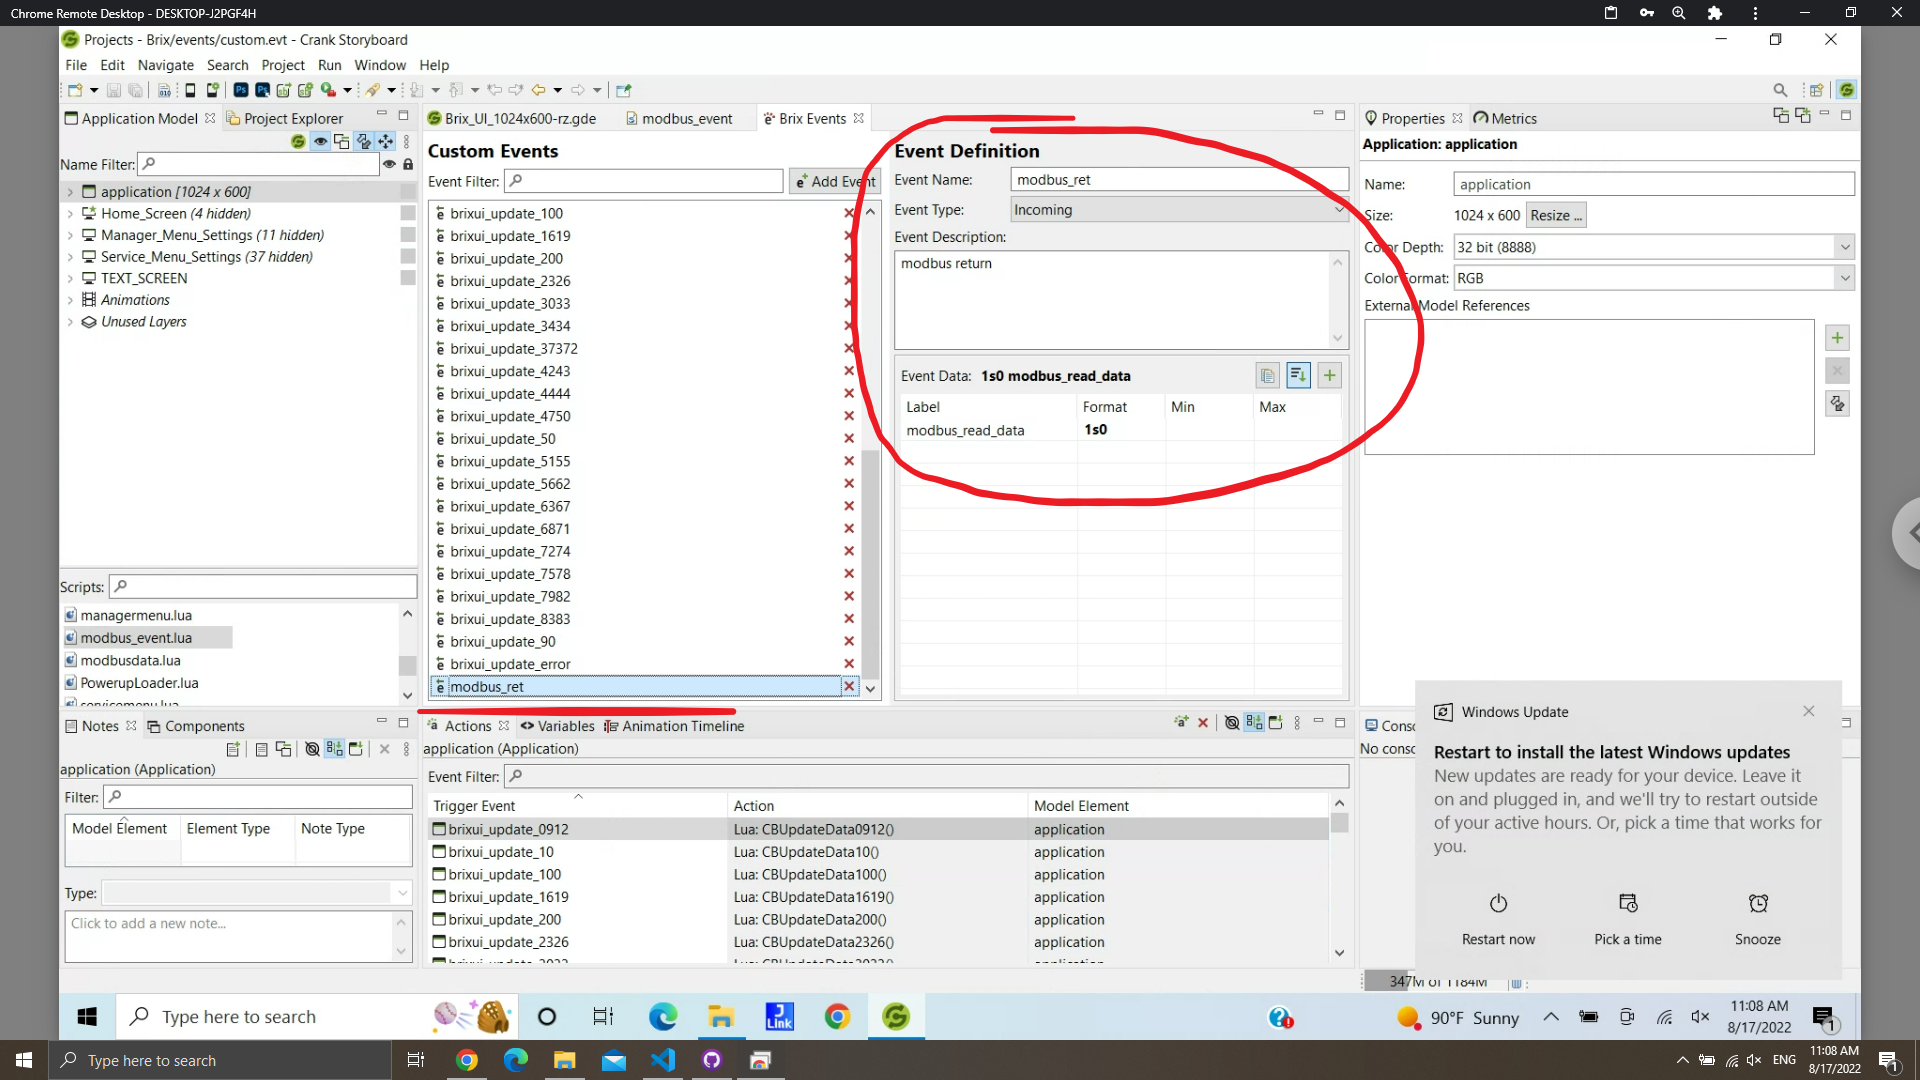 Chrome Remote Desktop - DESKTOP-J2PGF4H
Projects - Brix/events/custom.evt - Crank Storyboard
File Edit Navigate Search Project Run Window Help
Application Model
Project Explorer
Name Filter:
application [1024 x 600]
Home_Screen (4 hidden)
Manager_Menu_Settings (11 hidden)
Service_Menu_Settings (37 hidden)
TEXT_SCREEN
Animations
Unused Layers
Scripts:
managermenu.lua
modbus_event.lua
modbusdata.lua
PowerupLoader.lua
servicemenu.lua
Brix_UI_1024x600-rz.gde
modbus_event
Brix Events
Custom Events
Event Filter:
Add Event
brixui_update_100
brixui_update_1619
brixui_update_200
brixui_update_2326
brixui_update_3033
brixui_update_3434
brixui_update_37372
brixui_update_4243
brixui_update_4444
brixui_update_4750
brixui_update_50
brixui_update_5155
brixui_update_5662
brixui_update_6367
brixui_update_6871
brixui_update_7274
brixui_update_7578
brixui_update_7982
brixui_update_8383
brixui_update_90
brixui_update_error
modbus_ret
Event Definition
Event Name: modbus_ret
Event Type: Incoming
Event Description:
modbus return
Event Data: 1s0 modbus_read_data
Label Format Min Max
modbus_read_data 1s0
Properties
Metrics
Application: application
Name: application
Size: 1024 x 600 Resize ...
Color Depth: 32 bit (8888)
Color Format: RGB
External Model References
Notes
Components
application (Application)
Filter:
Model Element Element Type Note Type
Type:
Click to add a new note...
Actions
Variables
Animation Timeline
application (Application)
Event Filter:
Trigger Event Action Model Element
brixui_update_0912 Lua: CBUpdateData0912() application
brixui_update_10 Lua: CBUpdateData10() application
brixui_update_100 Lua: CBUpdateData100() application
brixui_update_1619 Lua: CBUpdateData1619() application
brixui_update_200 Lua: CBUpdateData200() application
brixui_update_2326 Lua: CBUpdateData2326() application
Conso
No conso
Windows Update
Restart to install the latest Windows updates
New updates are ready for your device. Leave it
on and plugged in, and we'll try to restart outside
of your active hours. Or, pick a time that works for
you.
Restart now
Pick a time
Snooze
347M of 1184M
Type here to search
J
Link
90°F Sunny
11:08 AM
8/17/2022
1
Type here to search
ENG
11:08 AM
8/17/2022
1